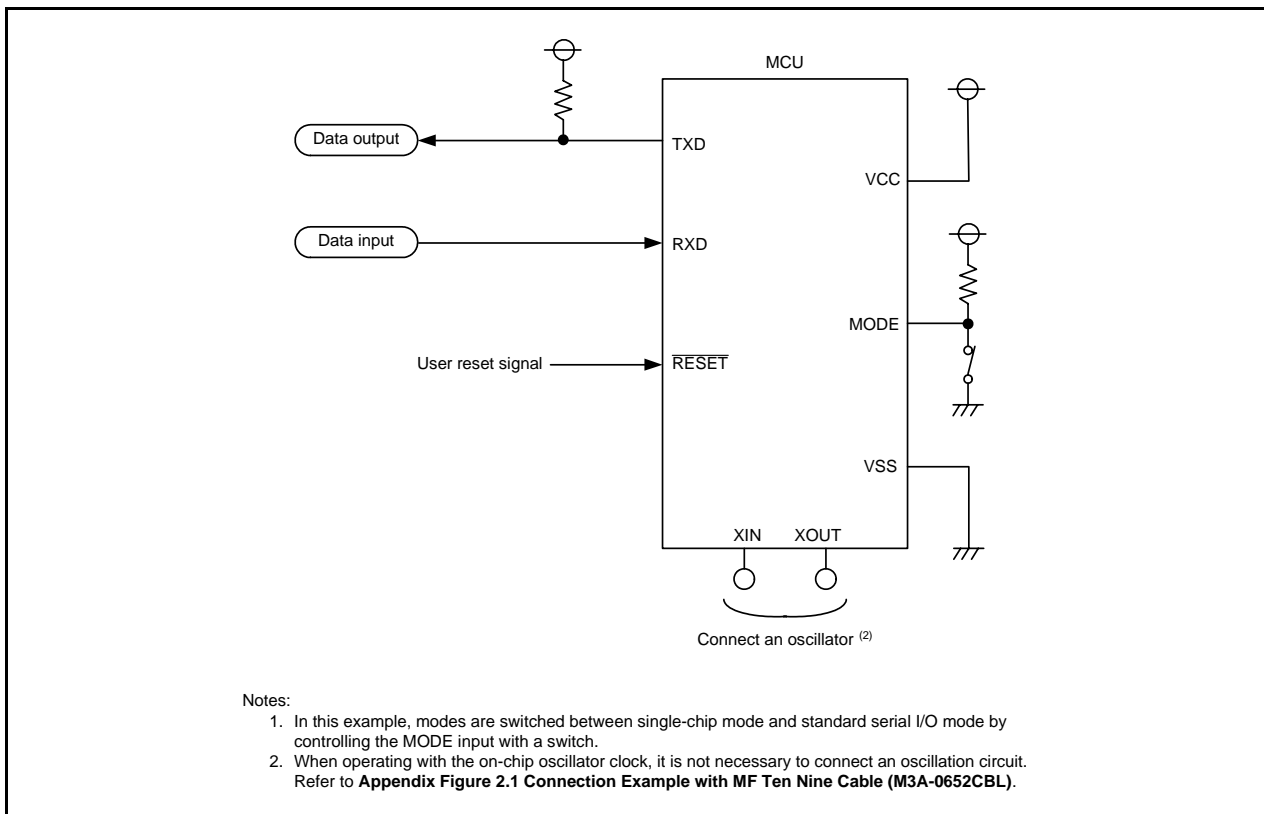 MCU
Data output
TXD
VCC
Data input
RXD
MODE
User reset signal
RESET
VSS
XIN XOUT
Connect an oscillator (2)
Notes:
1. In this example, modes are switched between single-chip mode and standard serial I/O mode by
controlling the MODE input with a switch.
2. When operating with the on-chip oscillator clock, it is not necessary to connect an oscillation circuit.
Refer to Appendix Figure 2.1 Connection Example with MF Ten Nine Cable (M3A-0652CBL).